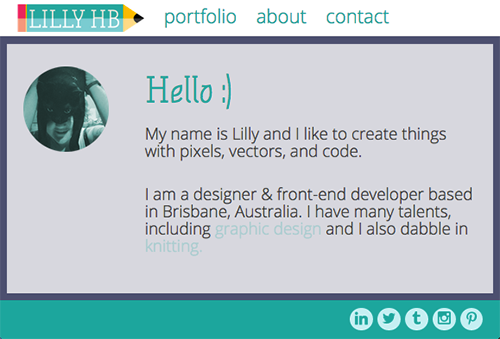 LILLY HB portfolio about contact
Hello :)
My name is Lilly and I like to create things
with pixels, vectors, and code.
I am a designer & front-end developer based
in Brisbane, Australia. I have many talents,
including graphic design and I also dabble in
knitting.
in t